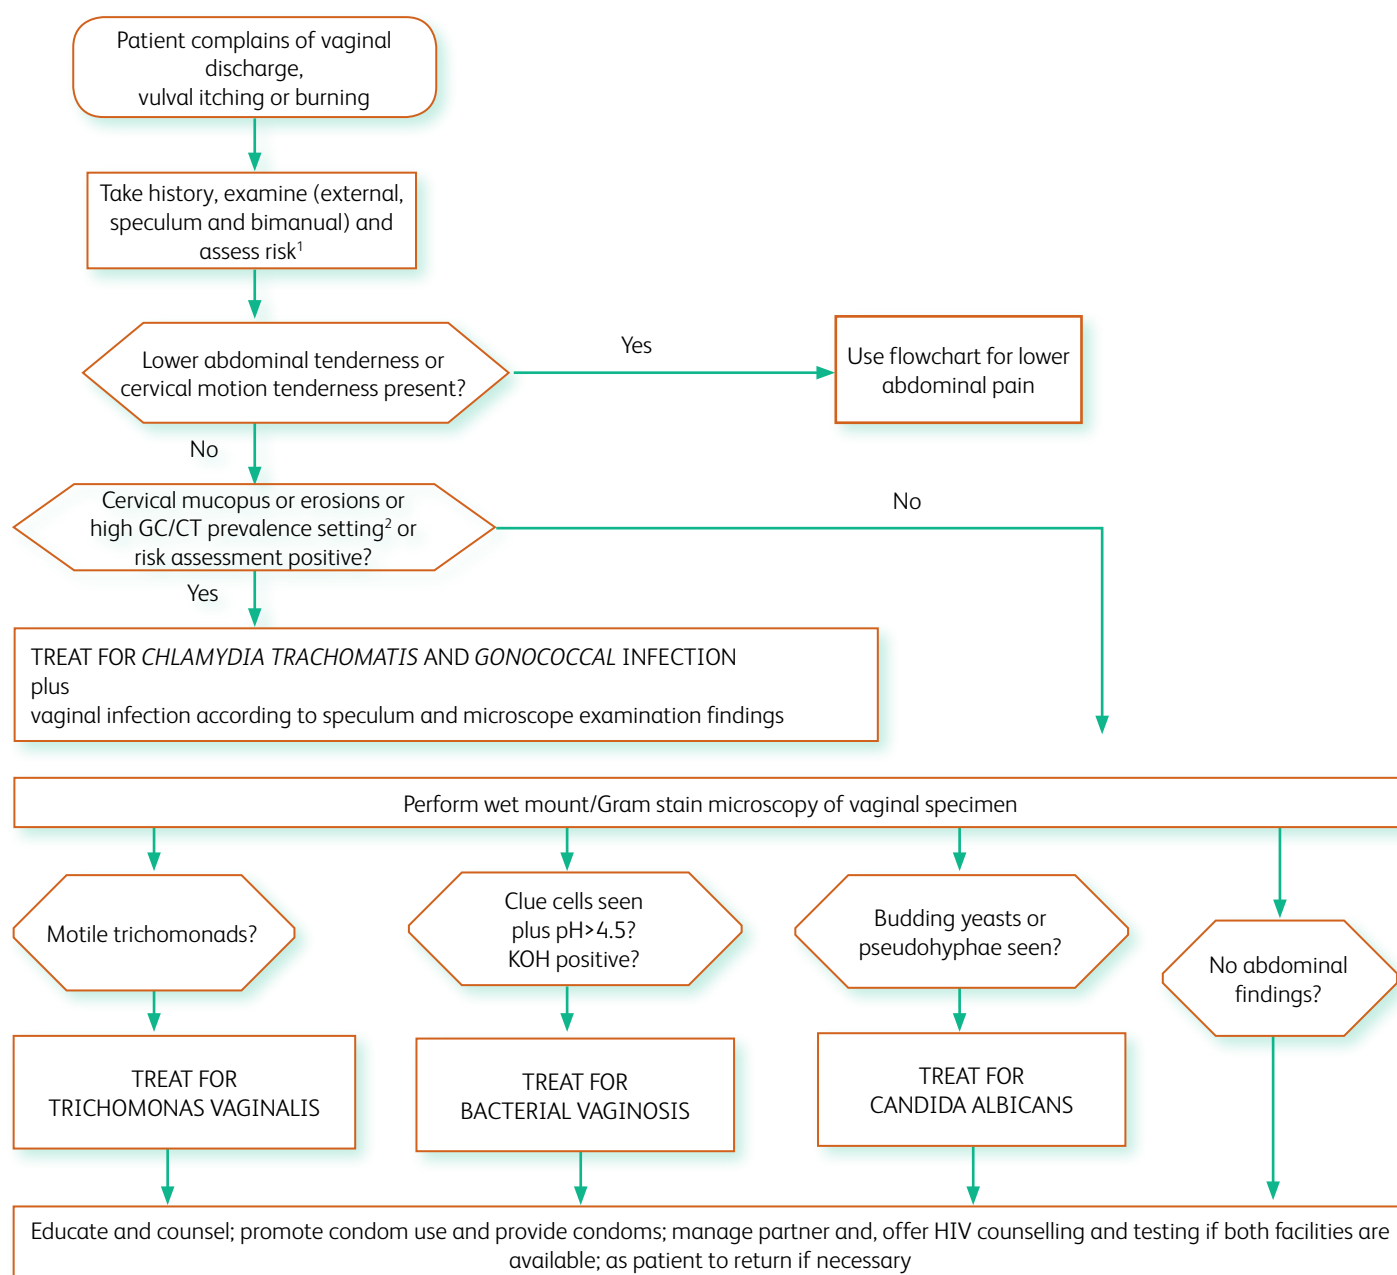 Patient complains of vaginal
discharge,
vulval itching or burning
Take history, examine (external,
speculum and bimanual) and
assess risk¹
Lower abdominal tenderness or
cervical motion tenderness present?
Yes
Use flowchart for lower
abdominal pain
No
Cervical mucopus or erosions or
high GC/CT prevalence setting² or
risk assessment positive?
No
Yes
TREAT FOR CHLAMYDIA TRACHOMATIS AND GONOCOCCAL INFECTION
plus
vaginal infection according to speculum and microscope examination findings
Perform wet mount/Gram stain microscopy of vaginal specimen
Motile trichomonads?
Clue cells seen
plus pH>4.5?
KOH positive?
Budding yeasts or
pseudohyphae seen?
No abdominal
findings?
TREAT FOR
TRICHOMONAS VAGINALIS
TREAT FOR
BACTERIAL VAGINOSIS
TREAT FOR
CANDIDA ALBICANS
Educate and counsel; promote condom use and provide condoms; manage partner and, offer HIV counselling and testing if both facilities are
available; as patient to return if necessary